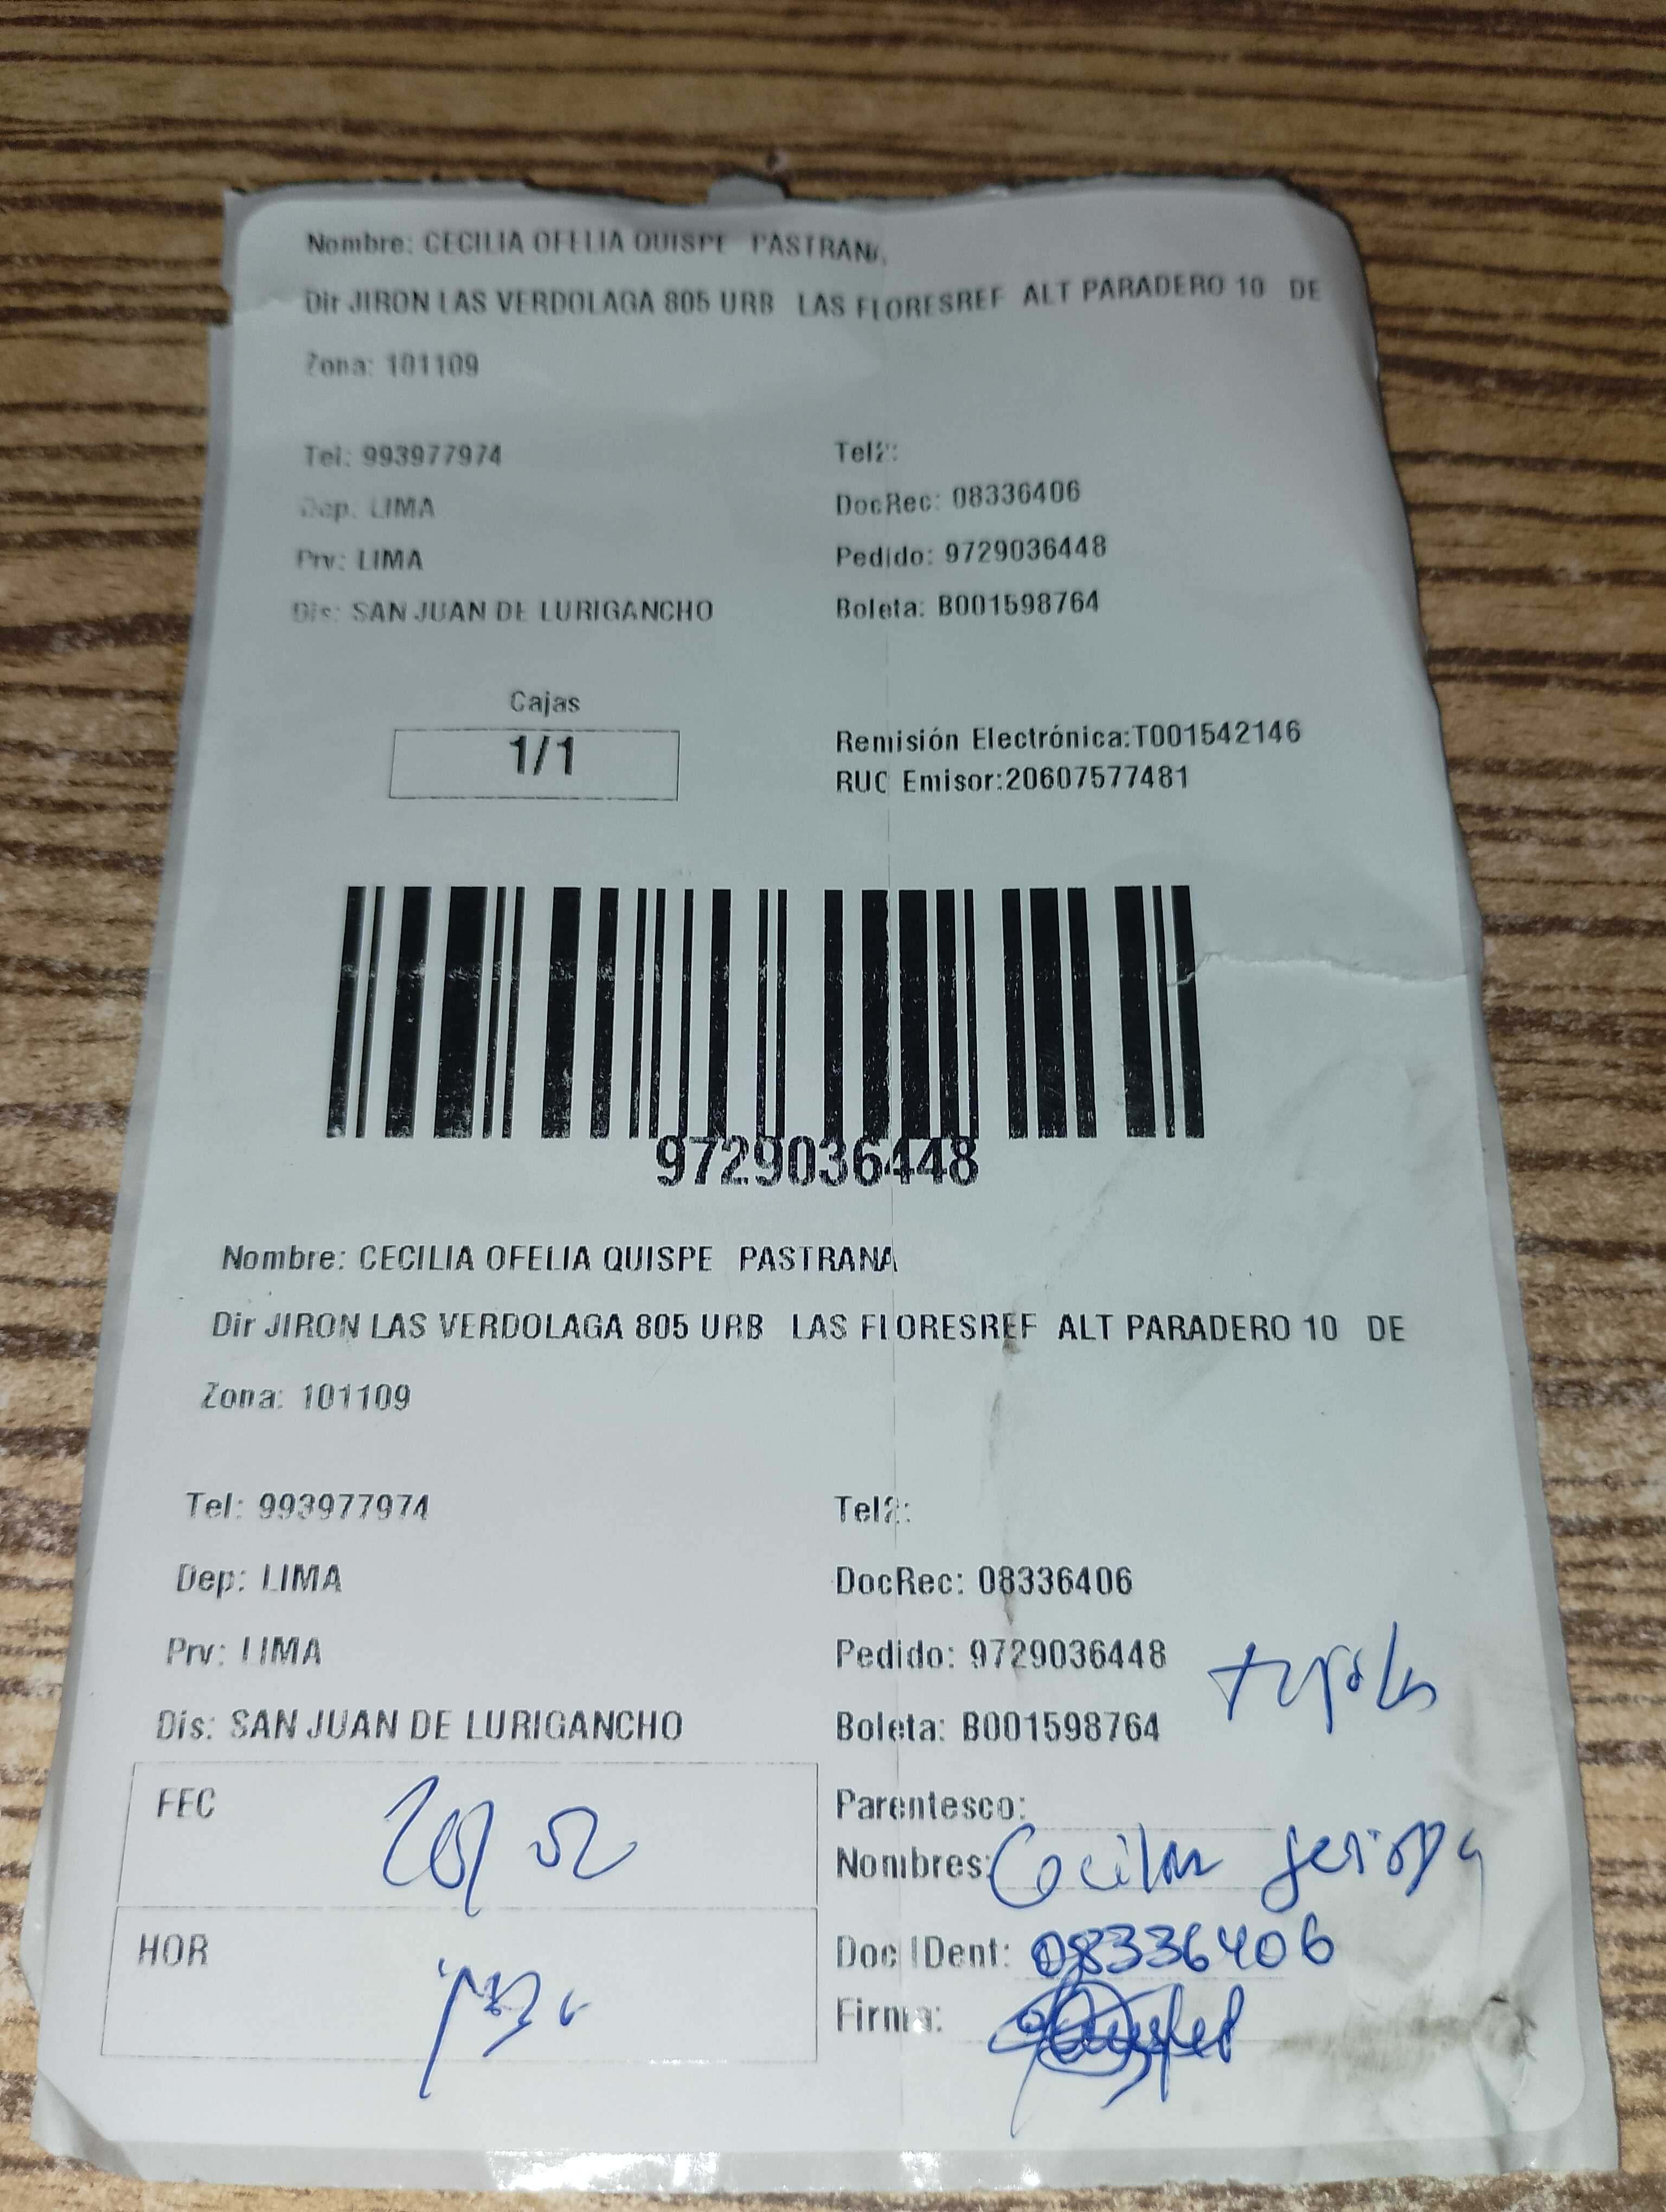 Nombre: CECILIA OFELIA QUISPE PASTRANA
Dir JIRON LAS VERDOLAGA 805 URB LAS FLORESREF ALT PARADERO 10 DE
Zona: 101109
Tel: 993977974 Tel2:
Dep: LIMA DocRec: 08336406
Prv: LIMA Pedido: 9729036448
Dis: SAN JUAN DE LURIGANCHO Boleta: B001598764
Cajas
1/1
Remisión Electrónica:T001542146
RUC Emisor:20607577481
9729036448
Nombre: CECILIA OFELIA QUISPE PASTRANA
Dir JIRON LAS VERDOLAGA 805 URB LAS FLORESREF ALT PARADERO 10 DE
Zona: 101109
Tel: 993977974 Tel2:
Dep: LIMA DocRec: 08336406
Prv: LIMA Pedido: 9729036448
Dis: SAN JUAN DE LURIGANCHO Boleta: B001598764
FEC
HOR
Parentesco:
Nombres:
Doc IDent: 08336406
Firma: